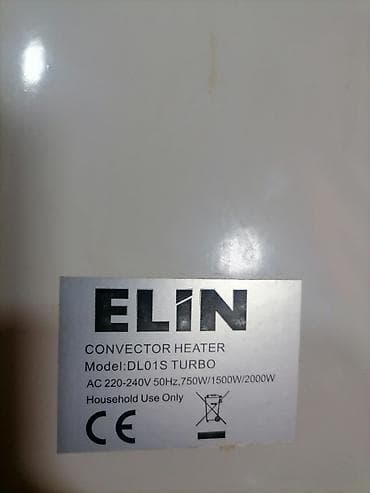 ELiN
CONVECTOR HEATER
Model:DL01S TURBO
AC 220-240V 50Hz,750W/1500W/2000W
Household Use Only
CE